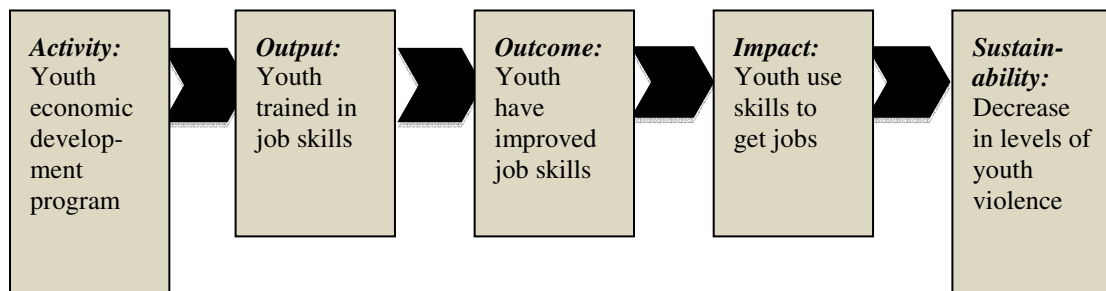 Activity:
Youth
economic
develop-
ment
program
Output:
Youth
trained in
job skills
Outcome:
Youth
have
improved
job skills
Impact:
Youth use
skills to
get jobs
Sustain-
ability:
Decrease
in levels of
youth
violence